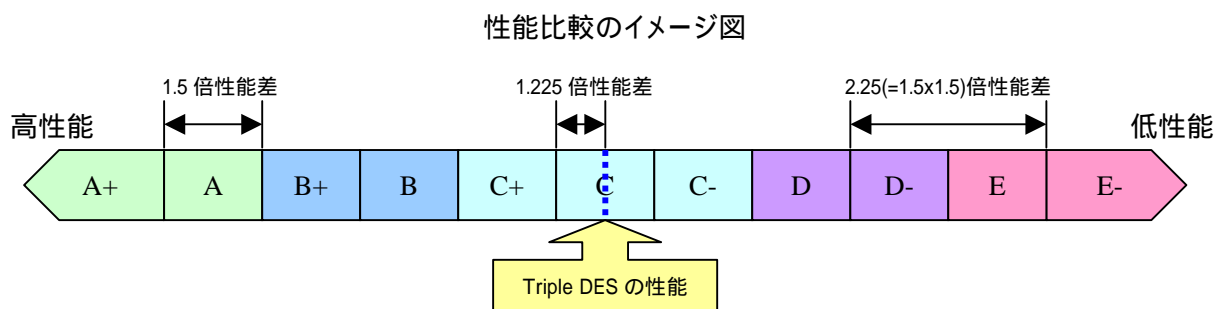 性能比較のイメージ図
1.5 倍性能差
1.225 倍性能差
2.25(=1.5x1.5)倍性能差
高性能
低性能
A+ A B+ B C+ C C- D D- E E-
Triple DES の性能